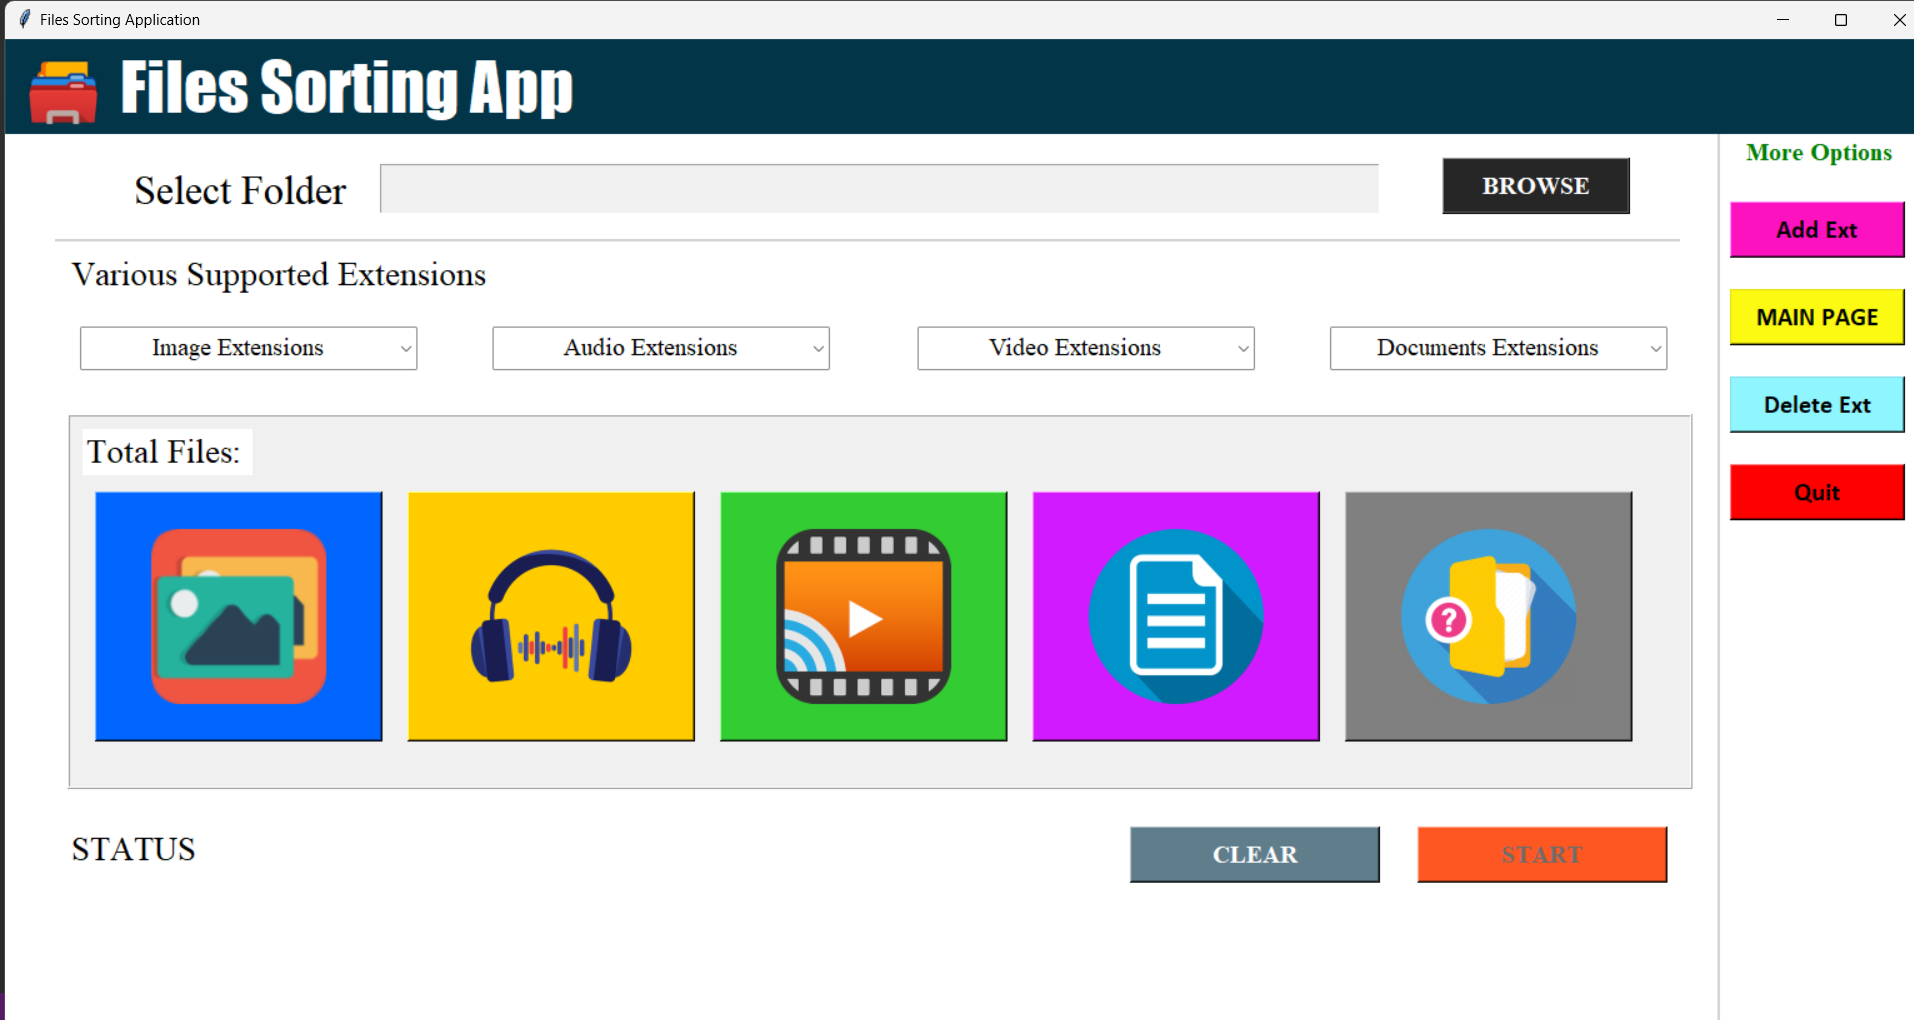 Files Sorting Application
Files Sorting App
Select Folder
BROWSE
Various Supported Extensions
Image Extensions
Audio Extensions
Video Extensions
Documents Extensions
Total Files:
?
STATUS
CLEAR
START
More Options
Add Ext
MAIN PAGE
Delete Ext
Quit